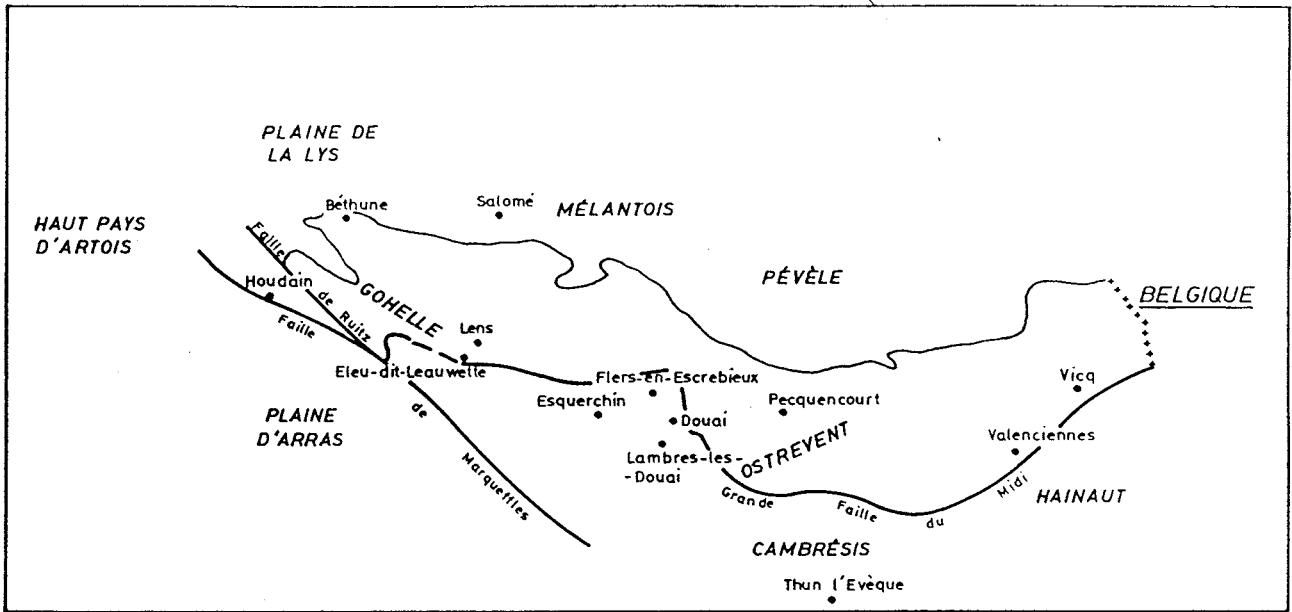 PLAINE DE
LA LYS
Béthune
Salomé
MÉLANTOIS
HAUT PAYS
D'ARTOIS
Faille de Ruitz
PÉVÈLE
BELGIQUE
Houdain
GOHELLE
Lens
Faille de Marqueffles
Eleu-dit-Leauwette
Flers-en-Escrebieux
Vicq
Esquerchin
Pecquencourt
PLAINE
D'ARRAS
Douai
OSTREVENT
Valenciennes
Lambres-les-
-Douai
Grande Faille du Midi
HAINAUT
CAMBRÉSIS
Thun l'Evèque